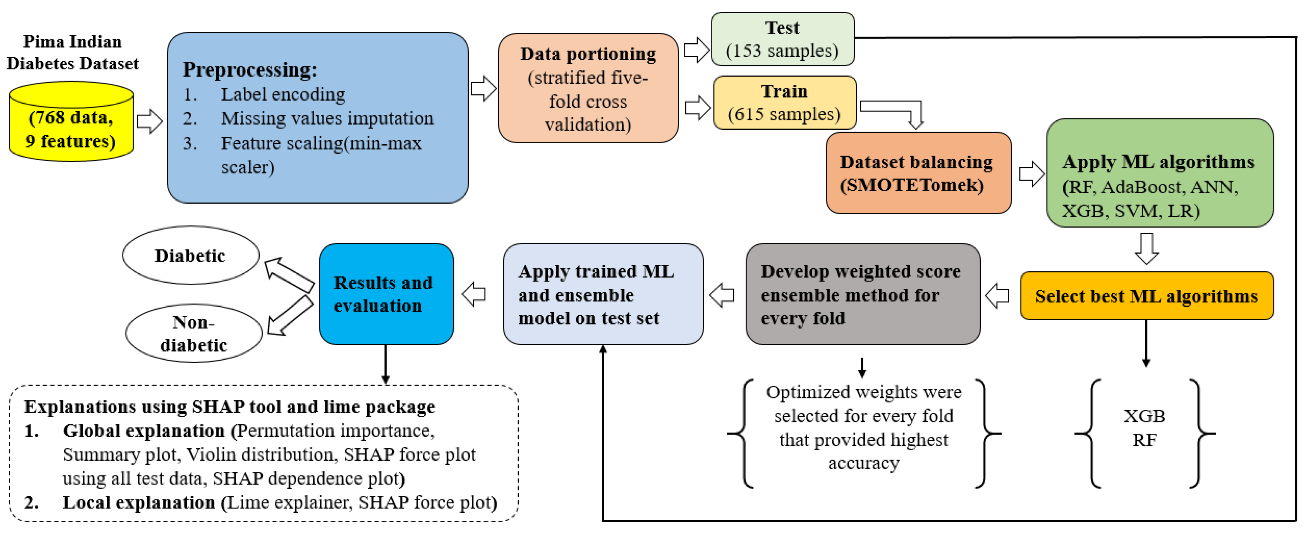 Pima Indian
Diabetes Dataset
(768 data,
9 features)
Preprocessing:
1. Label encoding
2. Missing values imputation
3. Feature scaling(min-max
scaler)
Data portioning
(stratified five-
fold cross
validation)
Test
(153 samples)
Train
(615 samples)
Dataset balancing
(SMOTETomek)
Apply ML algorithms
(RF, AdaBoost, ANN,
XGB, SVM, LR)
Select best ML algorithms
XGB
RF
Develop weighted score
ensemble method for
every fold
Optimized weights were
selected for every fold
that provided highest
accuracy
Apply trained ML
and ensemble
model on test set
Results and
evaluation
Diabetic
Non-
diabetic
Explanations using SHAP tool and lime package
1. Global explanation (Permutation importance,
Summary plot, Violin distribution, SHAP force plot
using all test data, SHAP dependence plot)
2. Local explanation (Lime explainer, SHAP force plot)